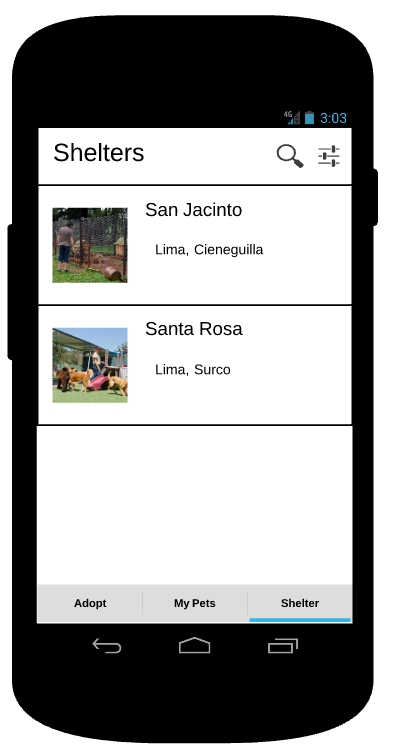 4G 3:03
Shelters
San Jacinto
Lima, Cieneguilla
Santa Rosa
Lima, Surco
Adopt My Pets Shelter